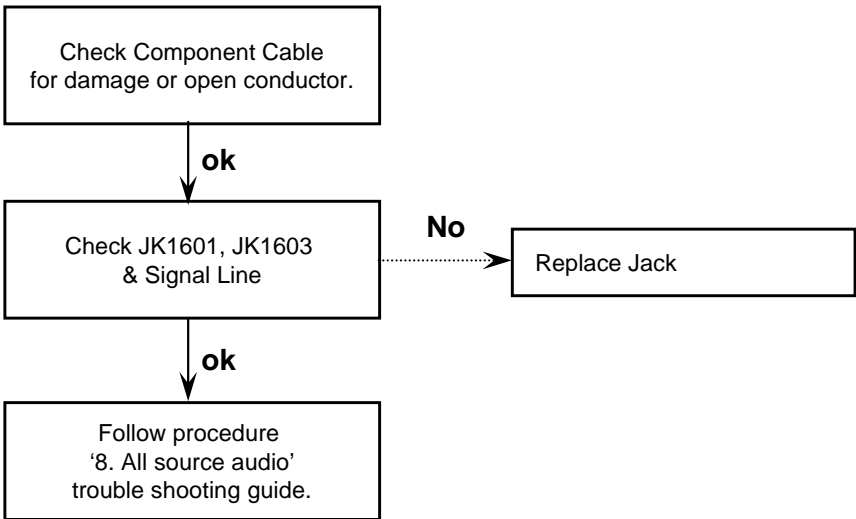 Check Component Cable
for damage or open conductor.
ok
Check JK1601, JK1603
& Signal Line
No
Replace Jack
ok
Follow procedure
‘8. All source audio’
trouble shooting guide.